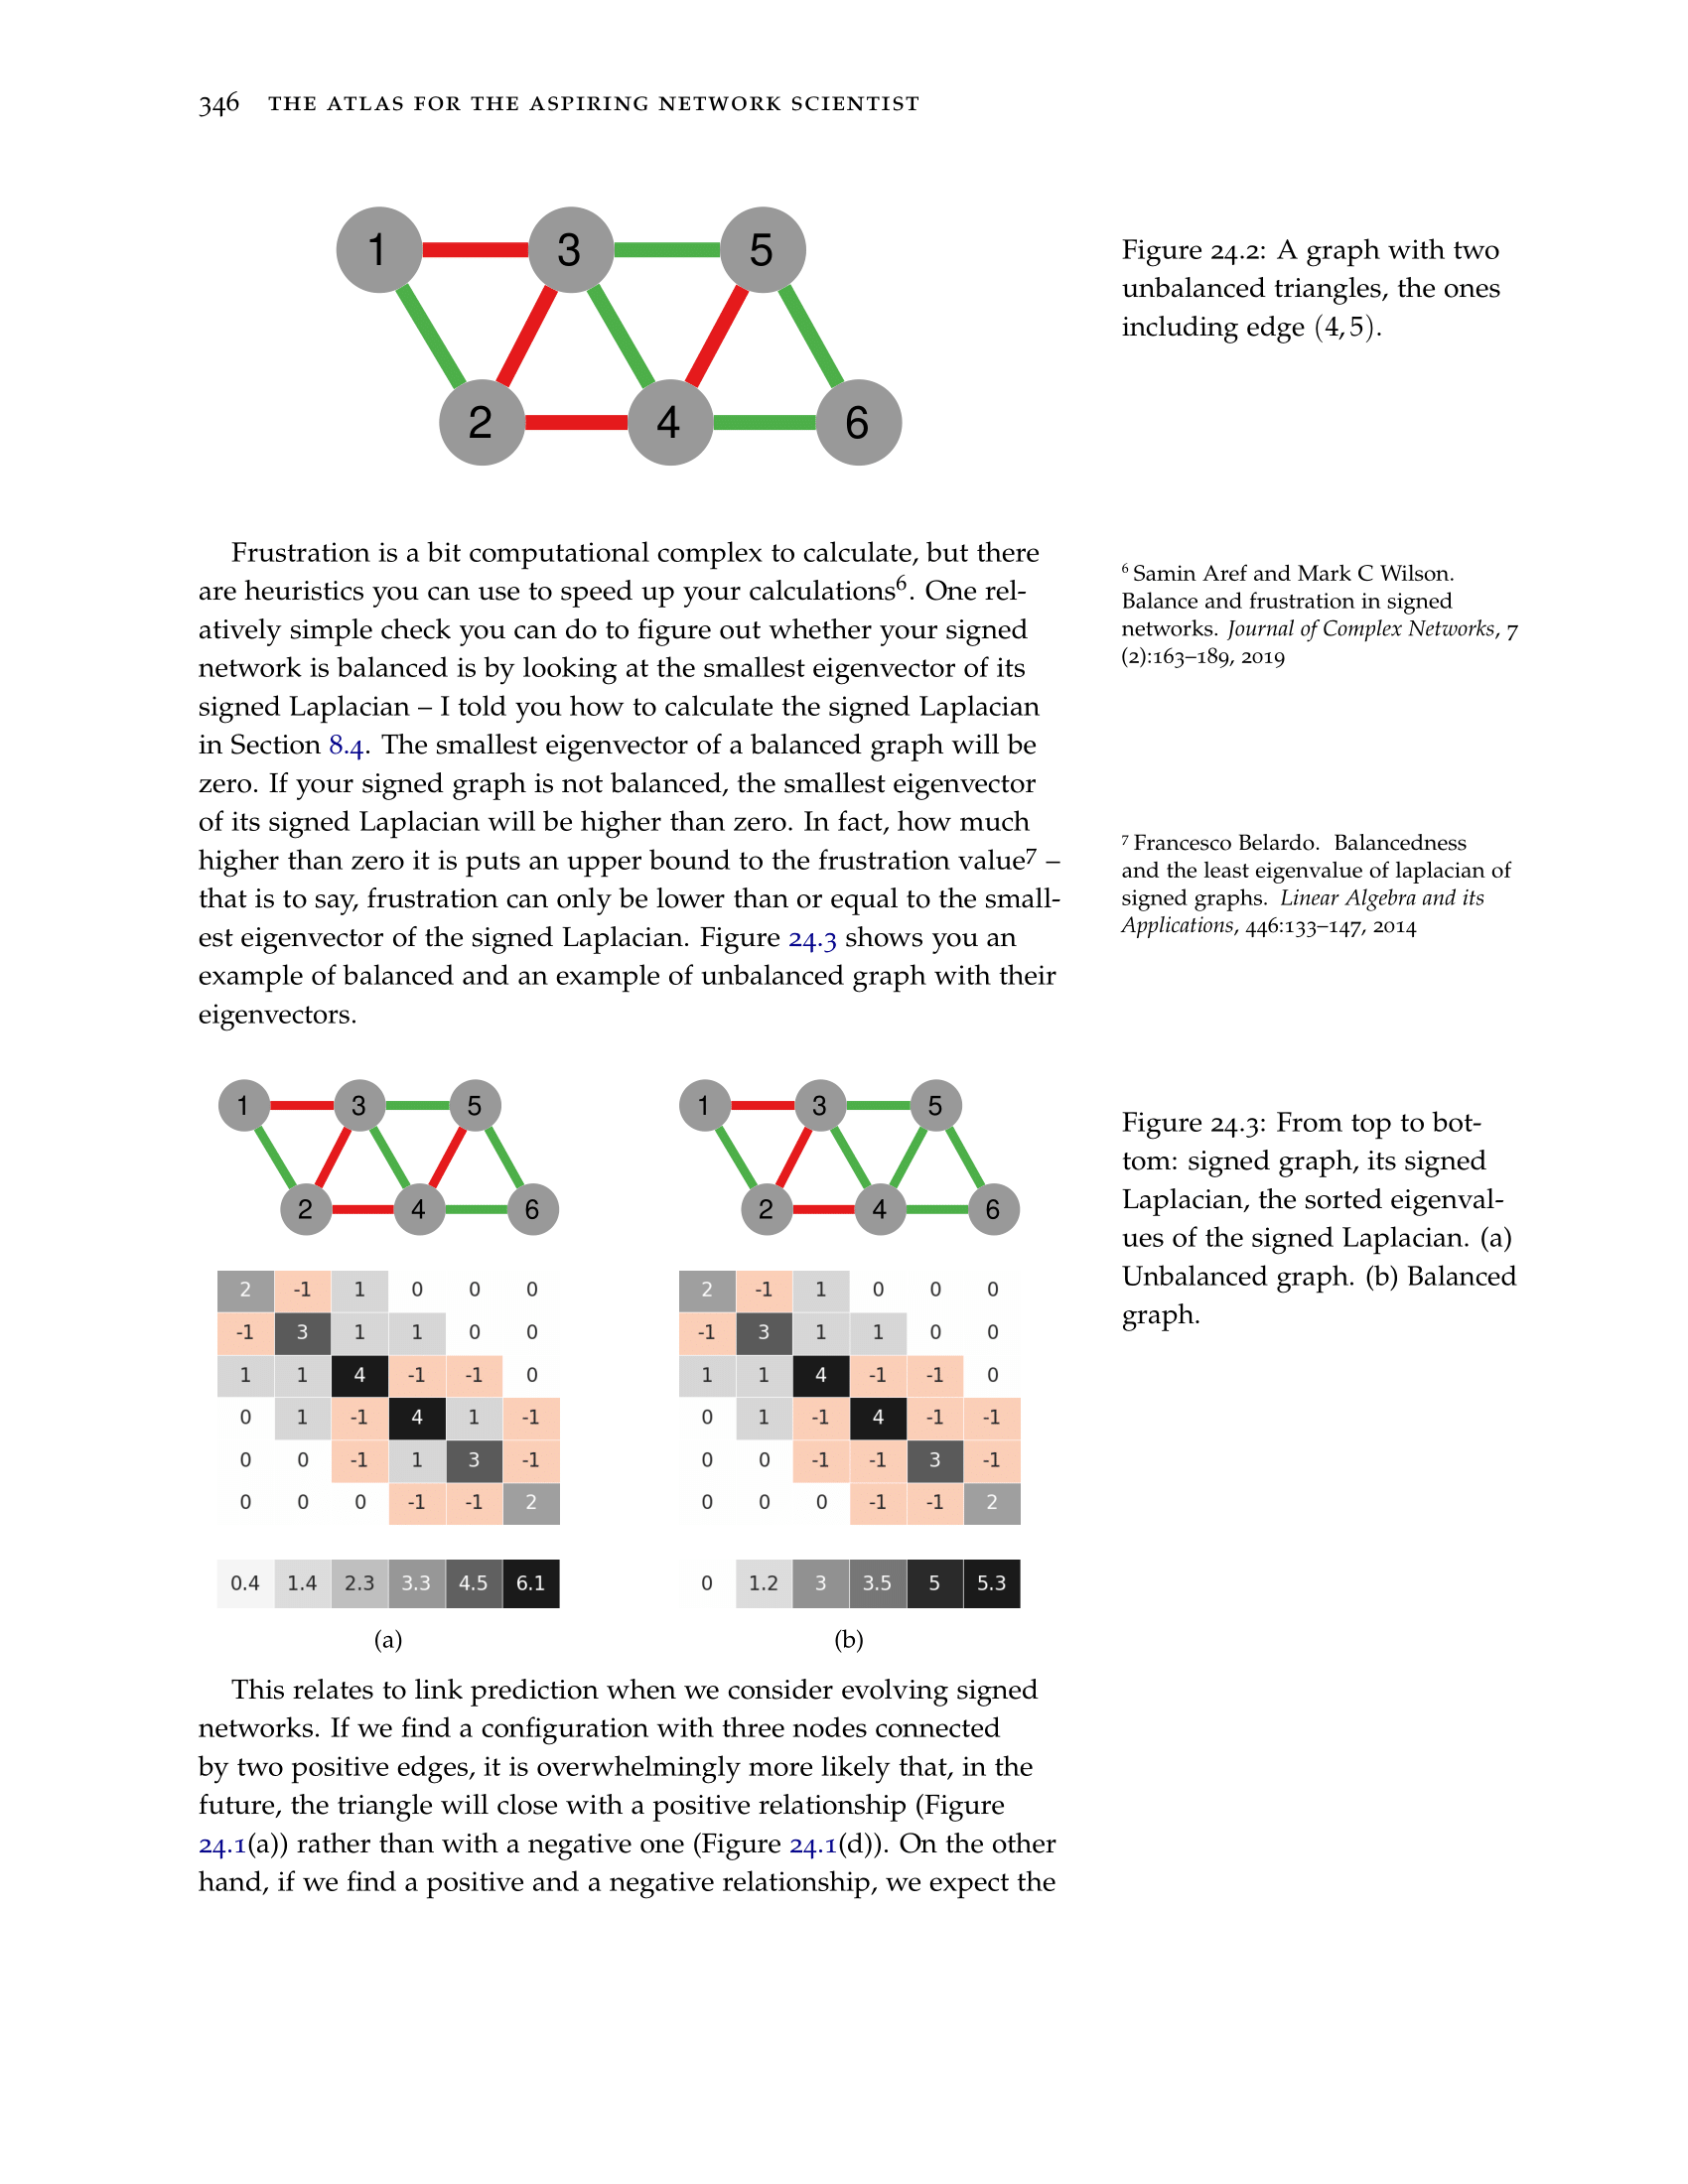 346 THE ATLAS FOR THE ASPIRING NETWORK SCIENTIST
1 3 5
2 4 6
Figure 24.2: A graph with two
unbalanced triangles, the ones
including edge (4, 5).
Frustration is a bit computational complex to calculate, but there
are heuristics you can use to speed up your calculations6. One rel-
atively simple check you can do to figure out whether your signed
network is balanced is by looking at the smallest eigenvector of its
signed Laplacian – I told you how to calculate the signed Laplacian
in Section 8.4. The smallest eigenvector of a balanced graph will be
zero. If your signed graph is not balanced, the smallest eigenvector
of its signed Laplacian will be higher than zero. In fact, how much
higher than zero it is puts an upper bound to the frustration value7 –
that is to say, frustration can only be lower than or equal to the small-
est eigenvector of the signed Laplacian. Figure 24.3 shows you an
example of balanced and an example of unbalanced graph with their
eigenvectors.
6 Samin Aref and Mark C Wilson.
Balance and frustration in signed
networks. Journal of Complex Networks, 7
(2):163–189, 2019
7 Francesco Belardo. Balancedness
and the least eigenvalue of laplacian of
signed graphs. Linear Algebra and its
Applications, 446:133–147, 2014
1 3 5
2 4 6
2 -1 1 0 0 0
-1 3 1 1 0 0
1 1 4 -1 -1 0
0 1 -1 4 1 -1
0 0 -1 1 3 -1
0 0 0 -1 -1 2
0.4 1.4 2.3 3.3 4.5 6.1
(a)
1 3 5
2 4 6
2 -1 1 0 0 0
-1 3 1 1 0 0
1 1 4 -1 -1 0
0 1 -1 4 -1 -1
0 0 -1 -1 3 -1
0 0 0 -1 -1 2
0 1.2 3 3.5 5 5.3
(b)
Figure 24.3: From top to bot-
tom: signed graph, its signed
Laplacian, the sorted eigenval-
ues of the signed Laplacian. (a)
Unbalanced graph. (b) Balanced
graph.
This relates to link prediction when we consider evolving signed
networks. If we find a configuration with three nodes connected
by two positive edges, it is overwhelmingly more likely that, in the
future, the triangle will close with a positive relationship (Figure
24.1(a)) rather than with a negative one (Figure 24.1(d)). On the other
hand, if we find a positive and a negative relationship, we expect the